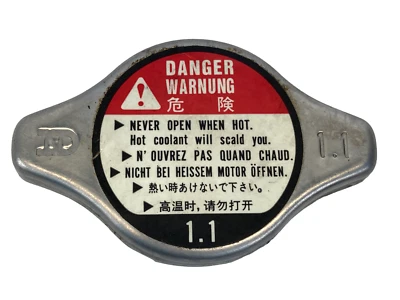 DANGER
WARNUNG
危険
▶ NEVER OPEN WHEN HOT.
Hot coolant will scald you.
▶ N'OUVREZ PAS QUAND CHAUD.
▶ NICHT BEI HEISSEM MOTOR ÖFFNEN.
▶ 熱い時あけないで下さい。
▶ 高温时,请勿打开
1.1
1.1